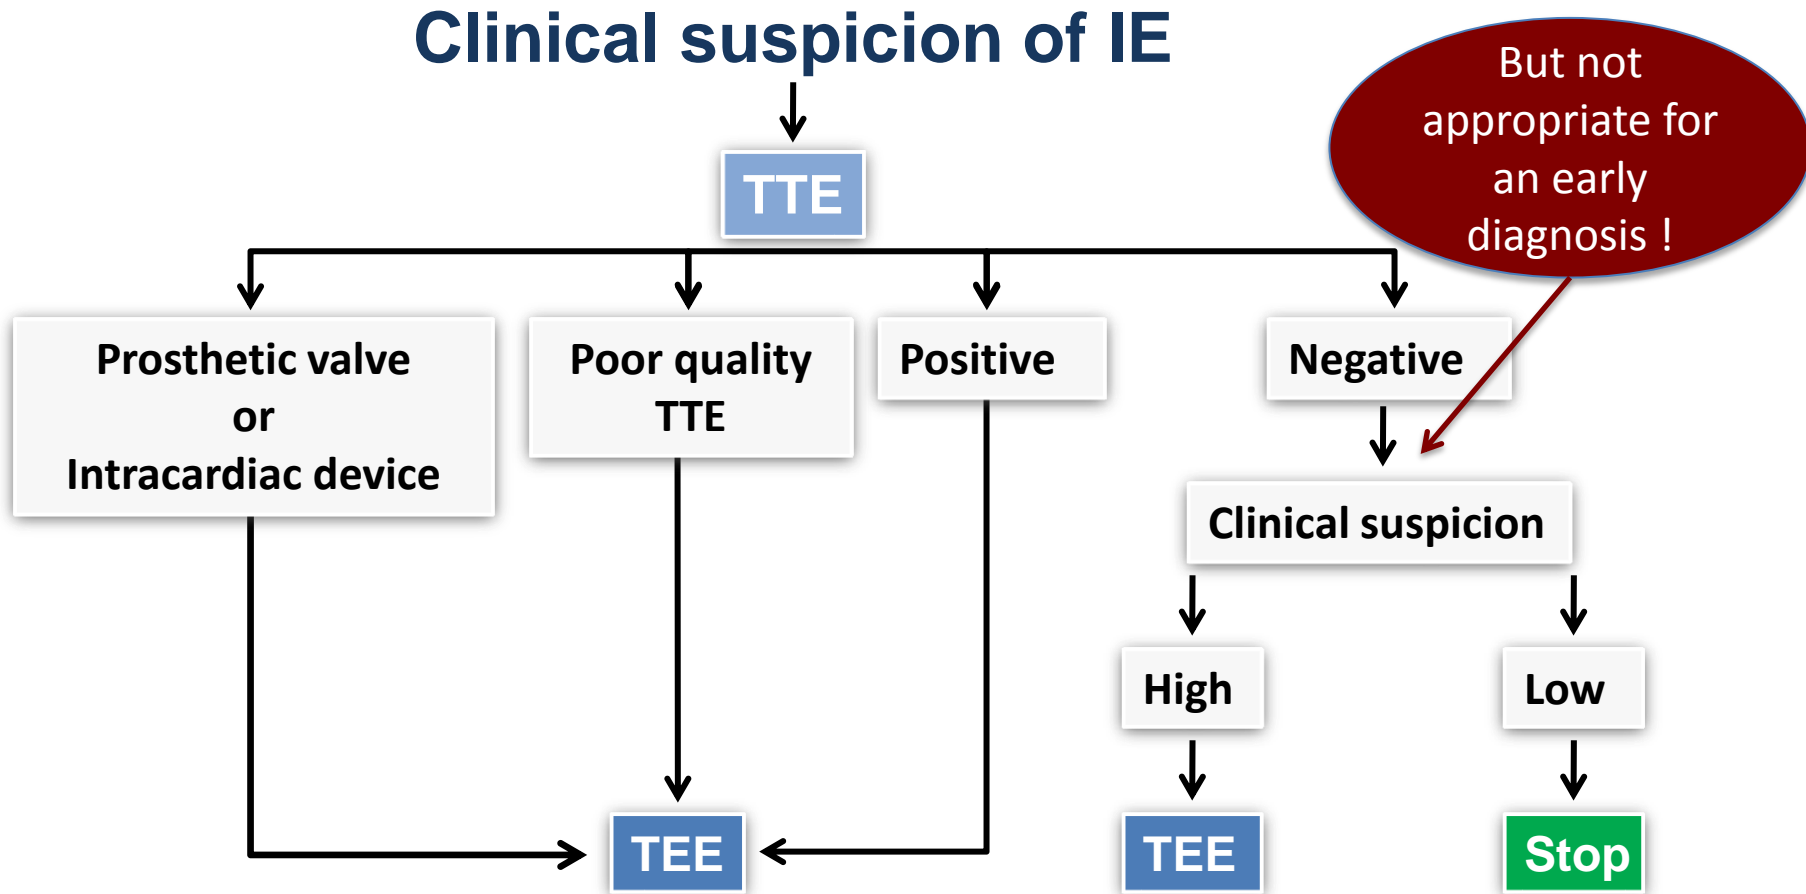 Clinical suspicion of IE
But not
appropriate for
an early
diagnosis !
TTE
Prosthetic valve
or
Intracardiac device
Poor quality
TTE
Positive
Negative
Clinical suspicion
High
Low
TEE
TEE
Stop